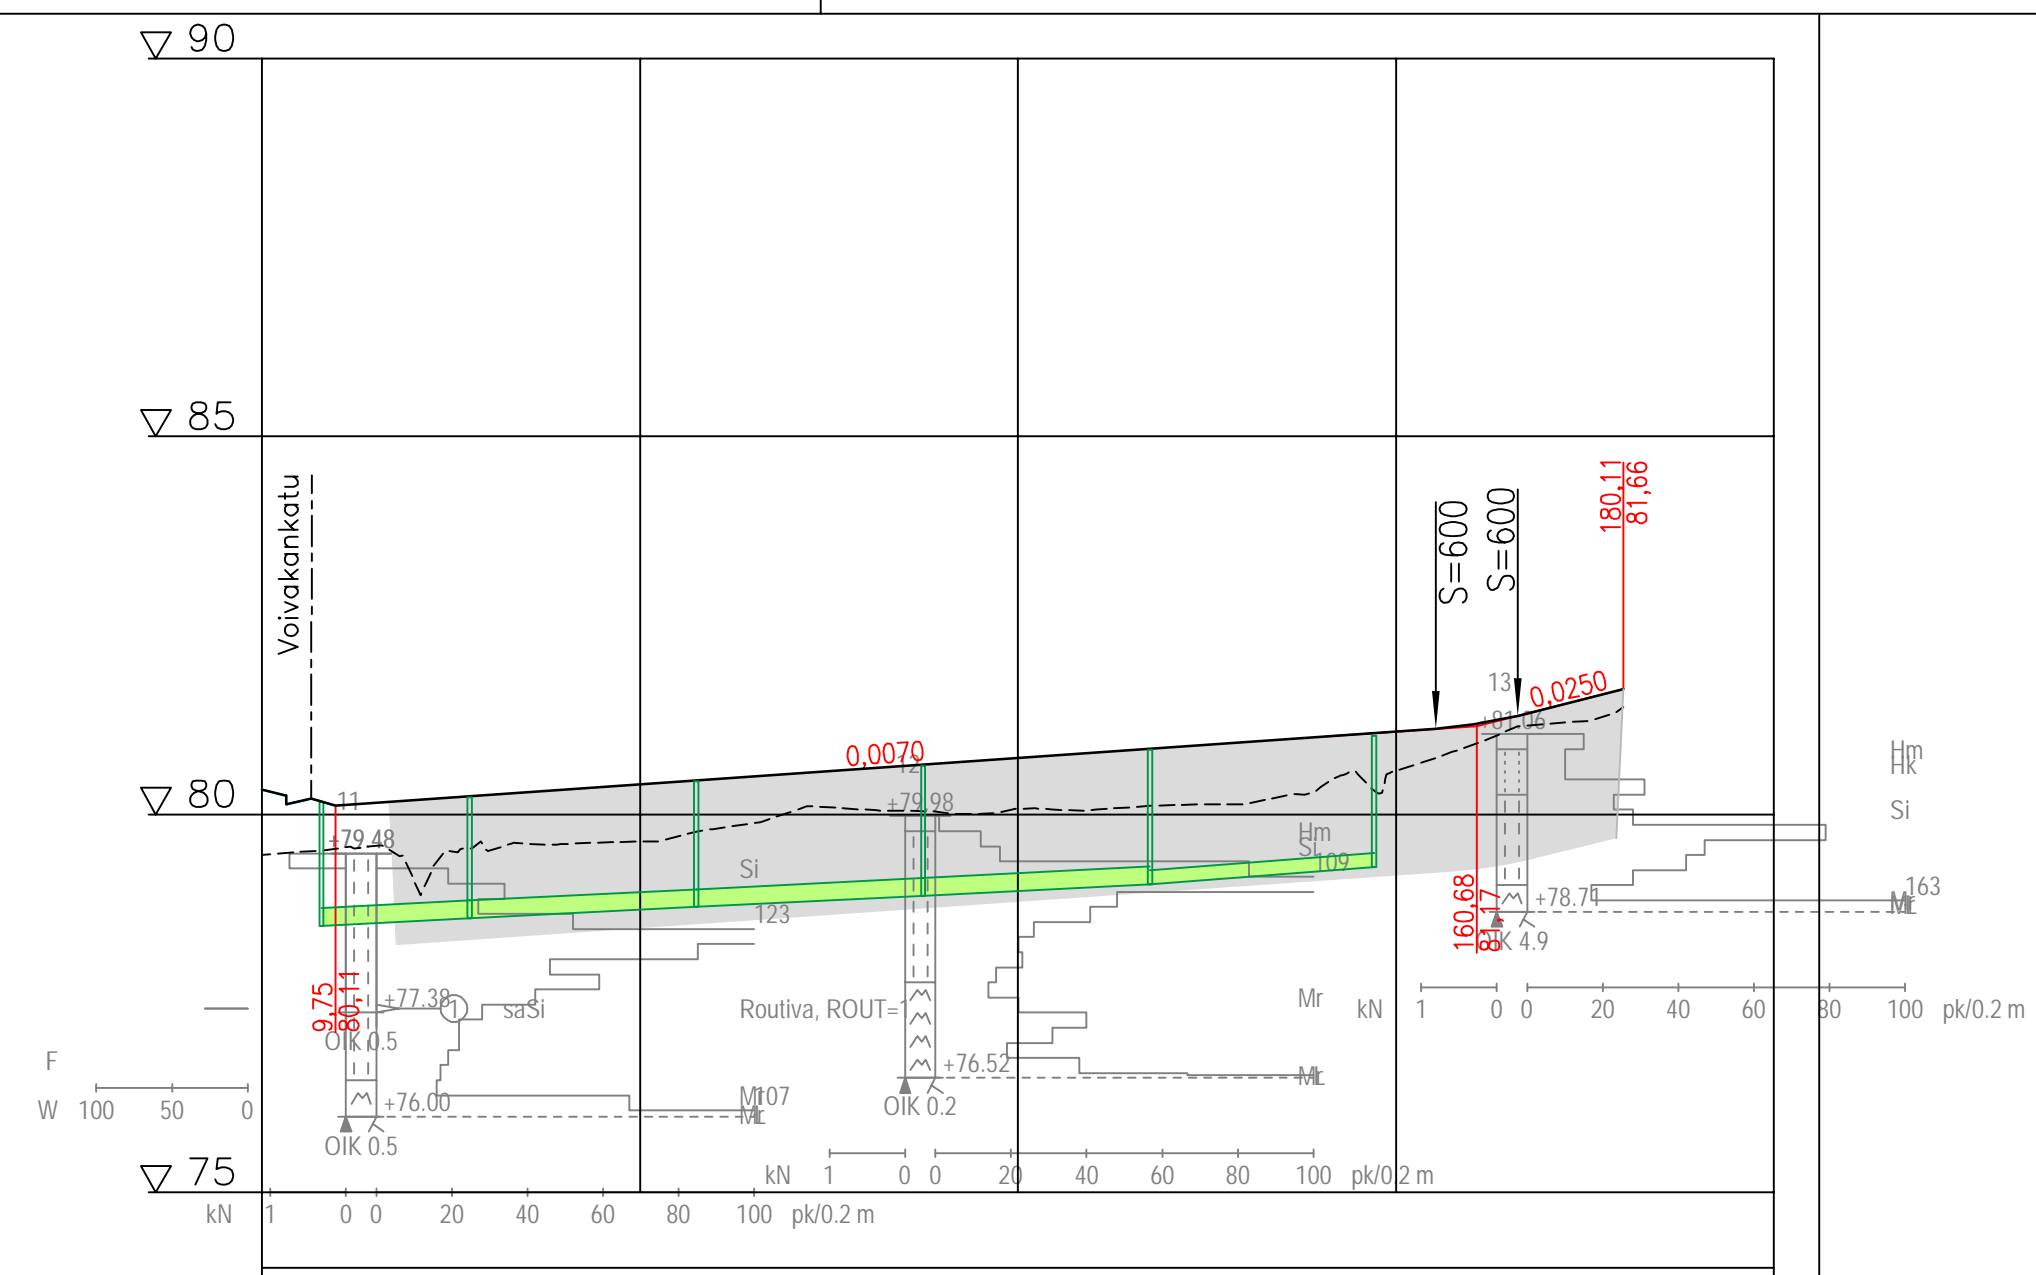 90
85
80
75
Voivakankatu
S=600
S=600
180,11
81,66
0,0070
0,0250
160,68
81,17
9,75
80,11
11
+79.48
+77.38
1
saSi
OIK 0.5
+76.00
OIK 0.5
Si
123
Routiva, ROUT=1
107
12
+79.98
+76.52
OIK 0.2
Hm
Si
109
Mr
13
+81.06
+78.71
OIK 4.9
Hm
Hk
Si
163
F
W 100 50 0
kN 1 0 0 20 40 60 80 100 pk/0.2 m
kN 1 0 0 20 40 60 80 100 pk/0.2 m
kN 1 0 0 20 40 60 80 100 pk/0.2 m